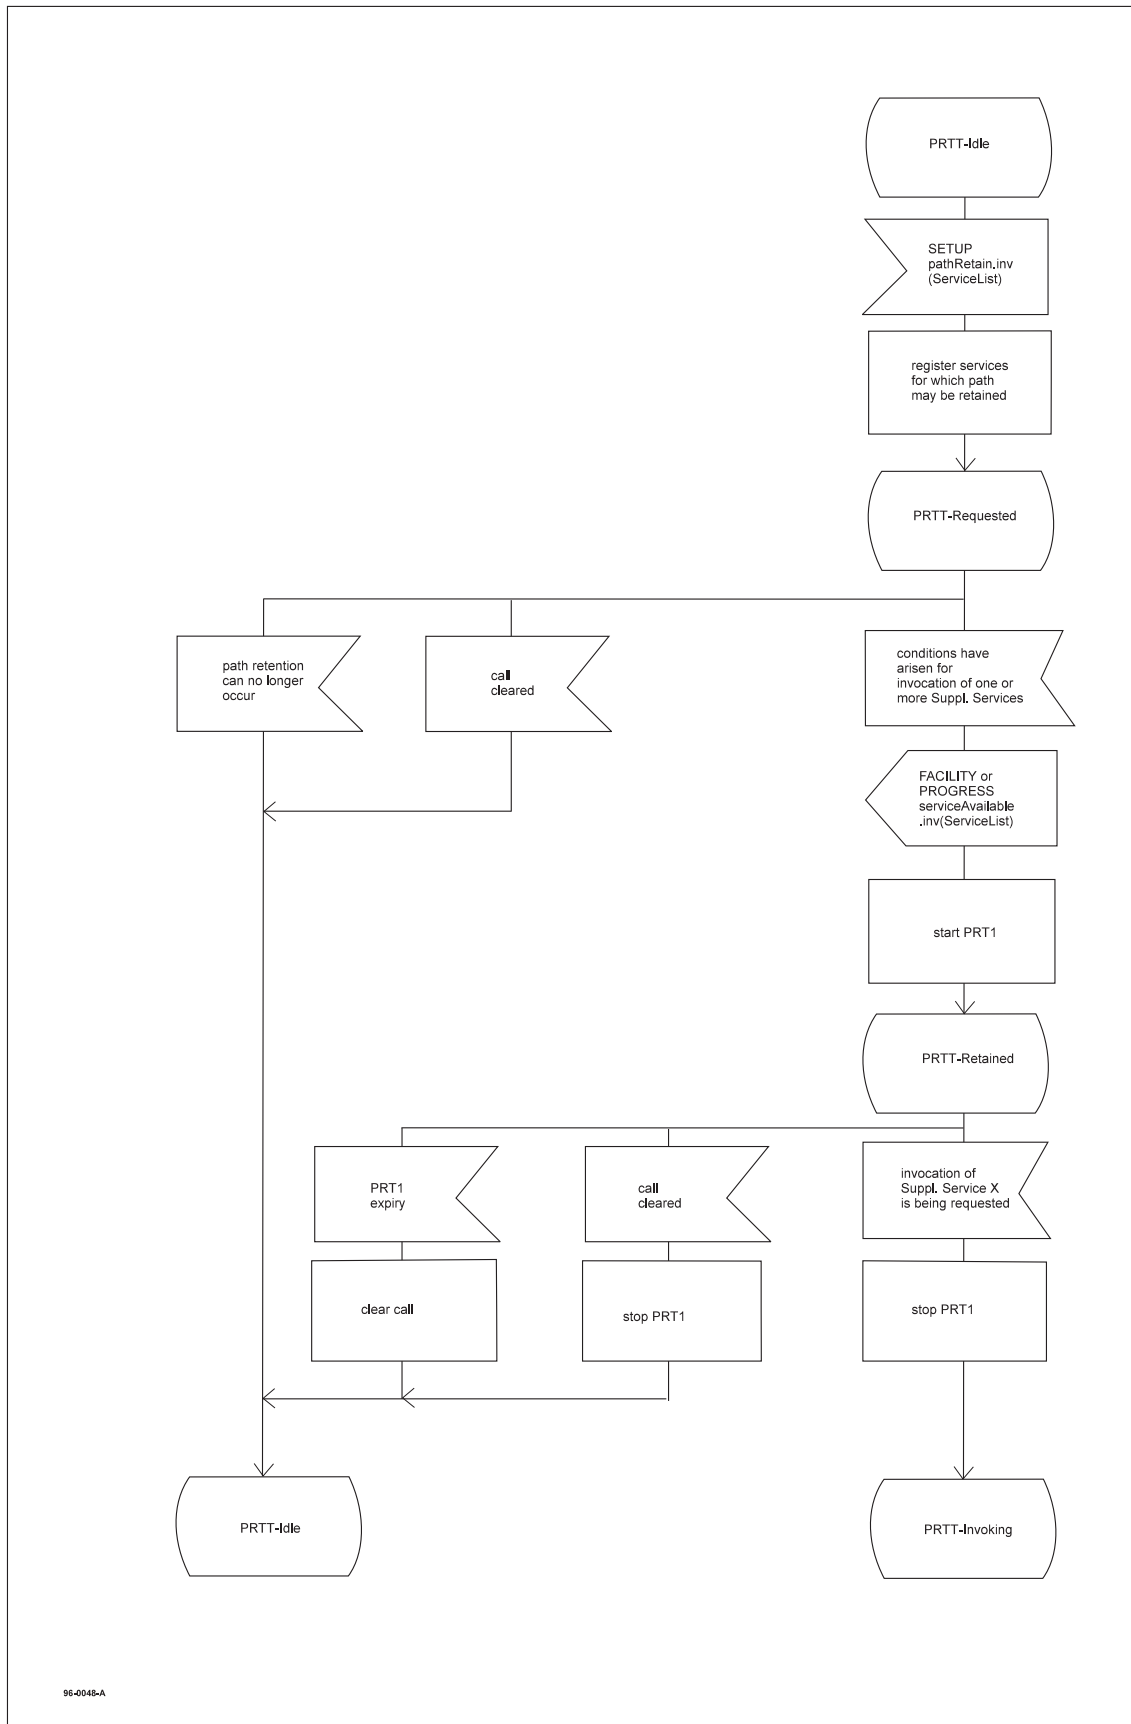 PRTT-Idle
SETUP
pathRetain.inv
(ServiceList)
register services
for which path
may be retained
PRTT-Requested
path retention
can no longer
occur
call
cleared
conditions have
arisen for
invocation of one or
more Suppl. Services
FACILITY or
PROGRESS
serviceAvailable
.inv(ServiceList)
start PRT1
PRTT-Retained
PRT1
expiry
call
cleared
invocation of
Suppl. Service X
is being requested
clear call
stop PRT1
stop PRT1
PRTT-Idle
PRTT-Invoking
96-0048-A